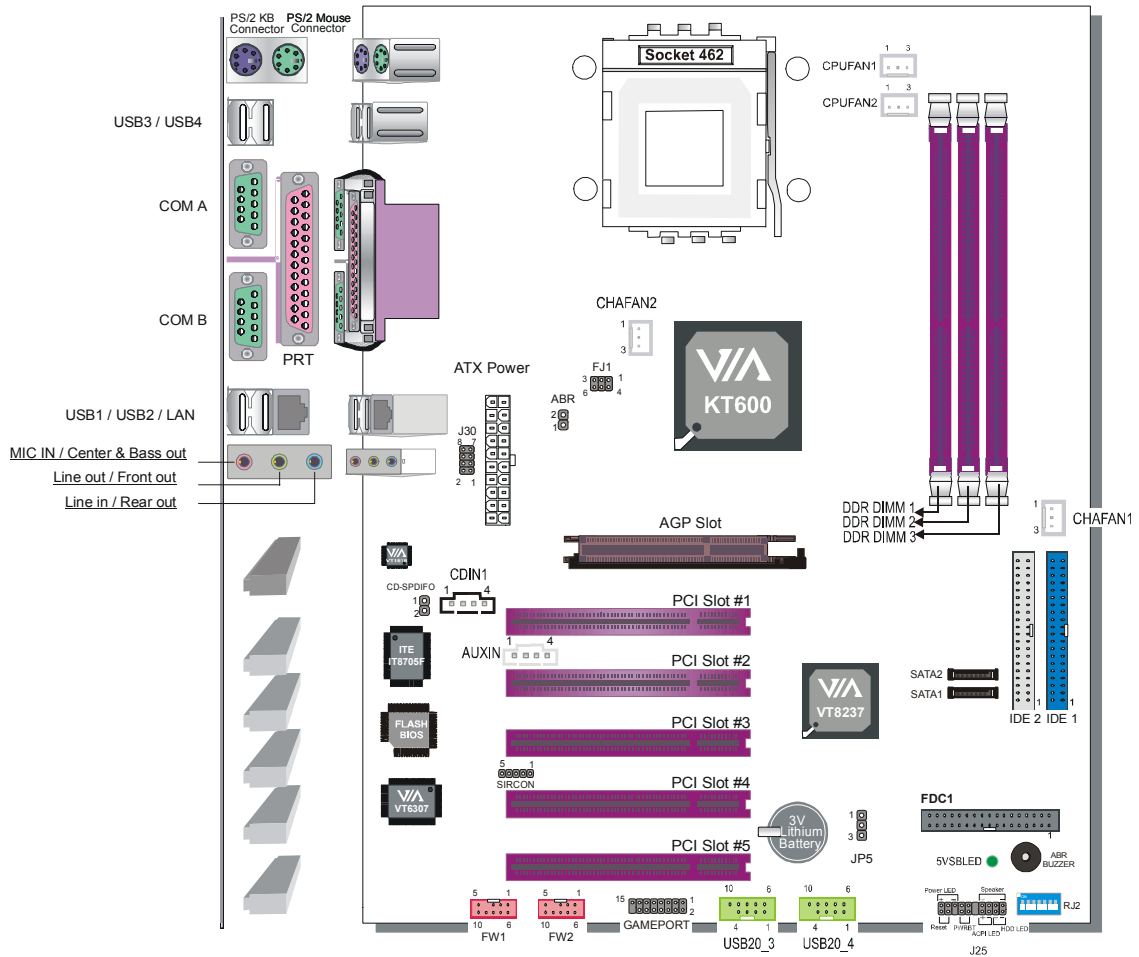 PS/2 KB
Connector
PS/2 Mouse
Connector
USB3 / USB4
COM A
COM B
PRT
USB1 / USB2 / LAN
MIC IN / Center & Bass out
Line out / Front out
Line in / Rear out
Socket 462
1 3
CPUFAN1
1 3
CPUFAN2
CHAFAN2
1
3
VIA
KT600
ATX Power
FJ1
3 1
6 4
ABR
2
1
J30
8 7
2 1
DDR DIMM 1
DDR DIMM 2
DDR DIMM 3
1
3
CHAFAN1
AGP Slot
VIA
CD-SPDIFO
1
2
CDIN1
1 4
PCI Slot #1
ITE
IT8705F
AUXIN
1 4
PCI Slot #2
VIA
VT8237
SATA2
SATA1
1
IDE 2
1
IDE 1
FLASH
BIOS
PCI Slot #3
5 1
SIRCON
PCI Slot #4
VIA
VT6307
3V
Lithium
Battery
1
3
JP5
FDC1
1
PCI Slot #5
5VSBLED
ABR
BUZZER
5 1
10 6
FW1
5 1
10 6
FW2
15 1
2
GAMEPORT
10 6
4 1
USB20_3
10 6
4 1
USB20_4
Power LED
Speaker
Reset
PWRBT
ACPI LED
HDD LED
J25
RJ2